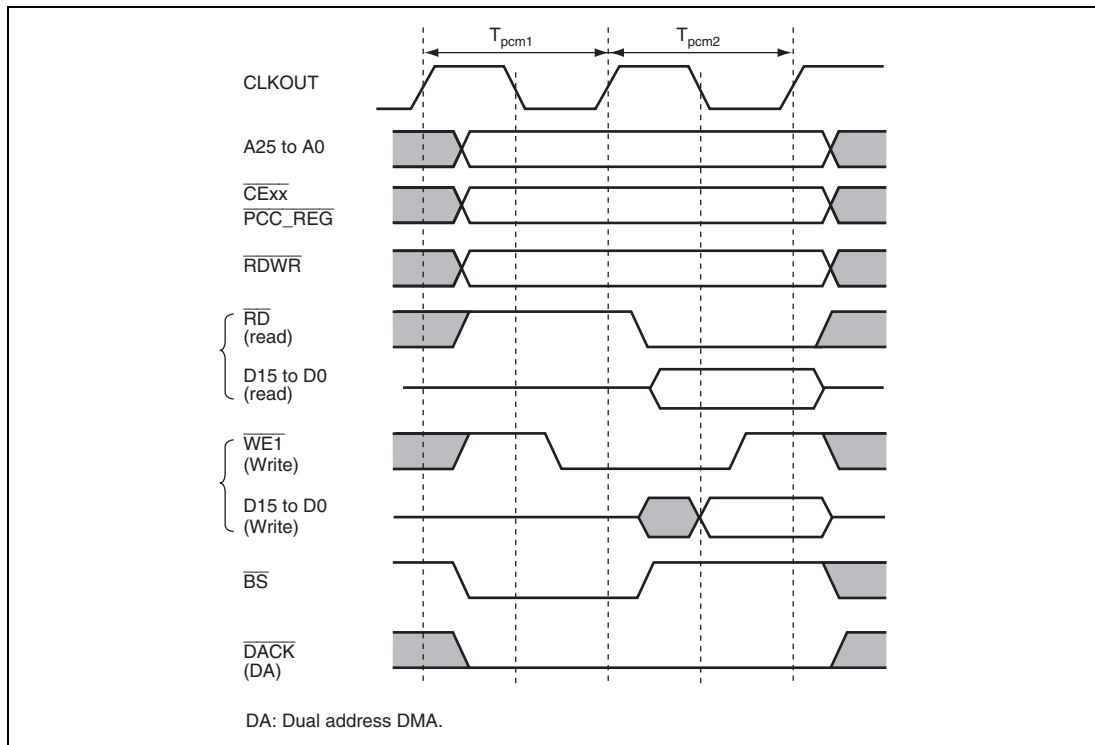 Tpcm1 Tpcm2
CLKOUT
A25 to A0
CExx
PCC_REG
RDWR
RD
(read)
D15 to D0
(read)
WE1
(Write)
D15 to D0
(Write)
BS
DACK
(DA)
DA: Dual address DMA.